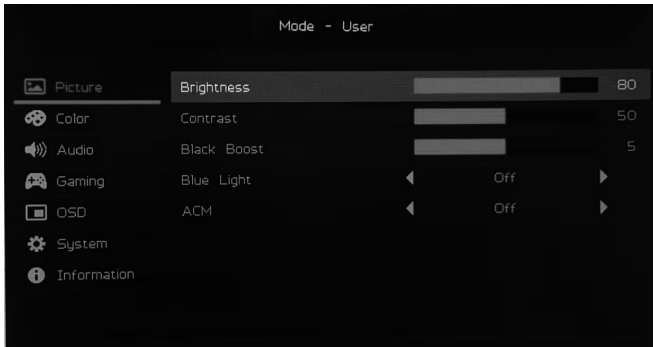 Mode - User
Picture
Brightness 80
Color
Contrast 50
Audio
Black Boost 5
Gaming
Blue Light Off
OSD
ACM Off
System
Information